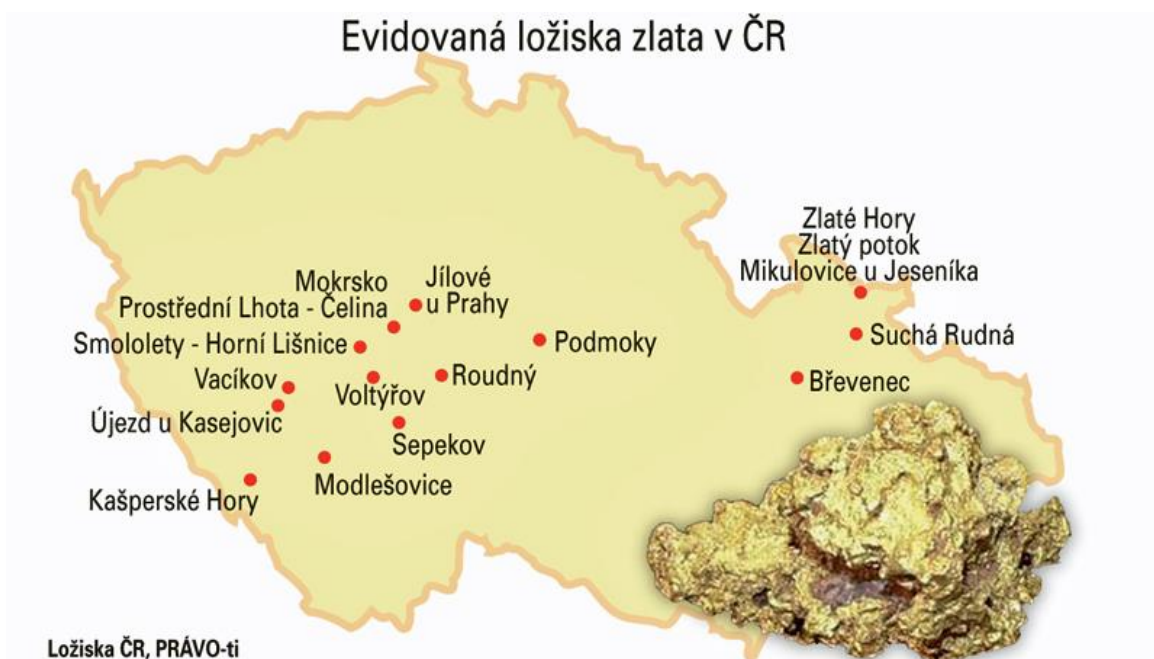 Evidovaná ložiska zlata v ČR
Zlaté Hory
Zlatý potok
Mikulovice u Jeseníka
Mokrsko
Prostřední Lhota - Čelina
Jílové
u Prahy
Smololety - Horní Lišnice
Podmoky
Suchá Rudná
Vacíkov
Voltýřov
Roudný
Břevenec
Újezd u Kasejovic
Sepekov
Modlešovice
Kašperské Hory
Ložiska ČR, PRÁVO-ti